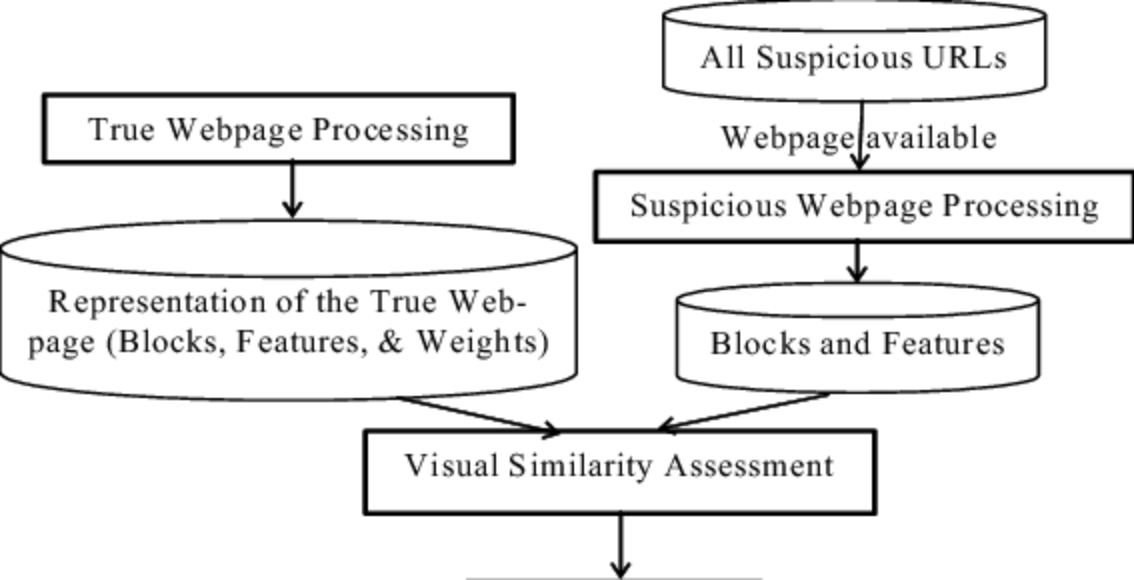 All Suspicious URLs
True Webpage Processing
Webpage available
Suspicious Webpage Processing
Representation of the True Web-
page (Blocks, Features, & Weights)
Blocks and Features
Visual Similarity Assessment